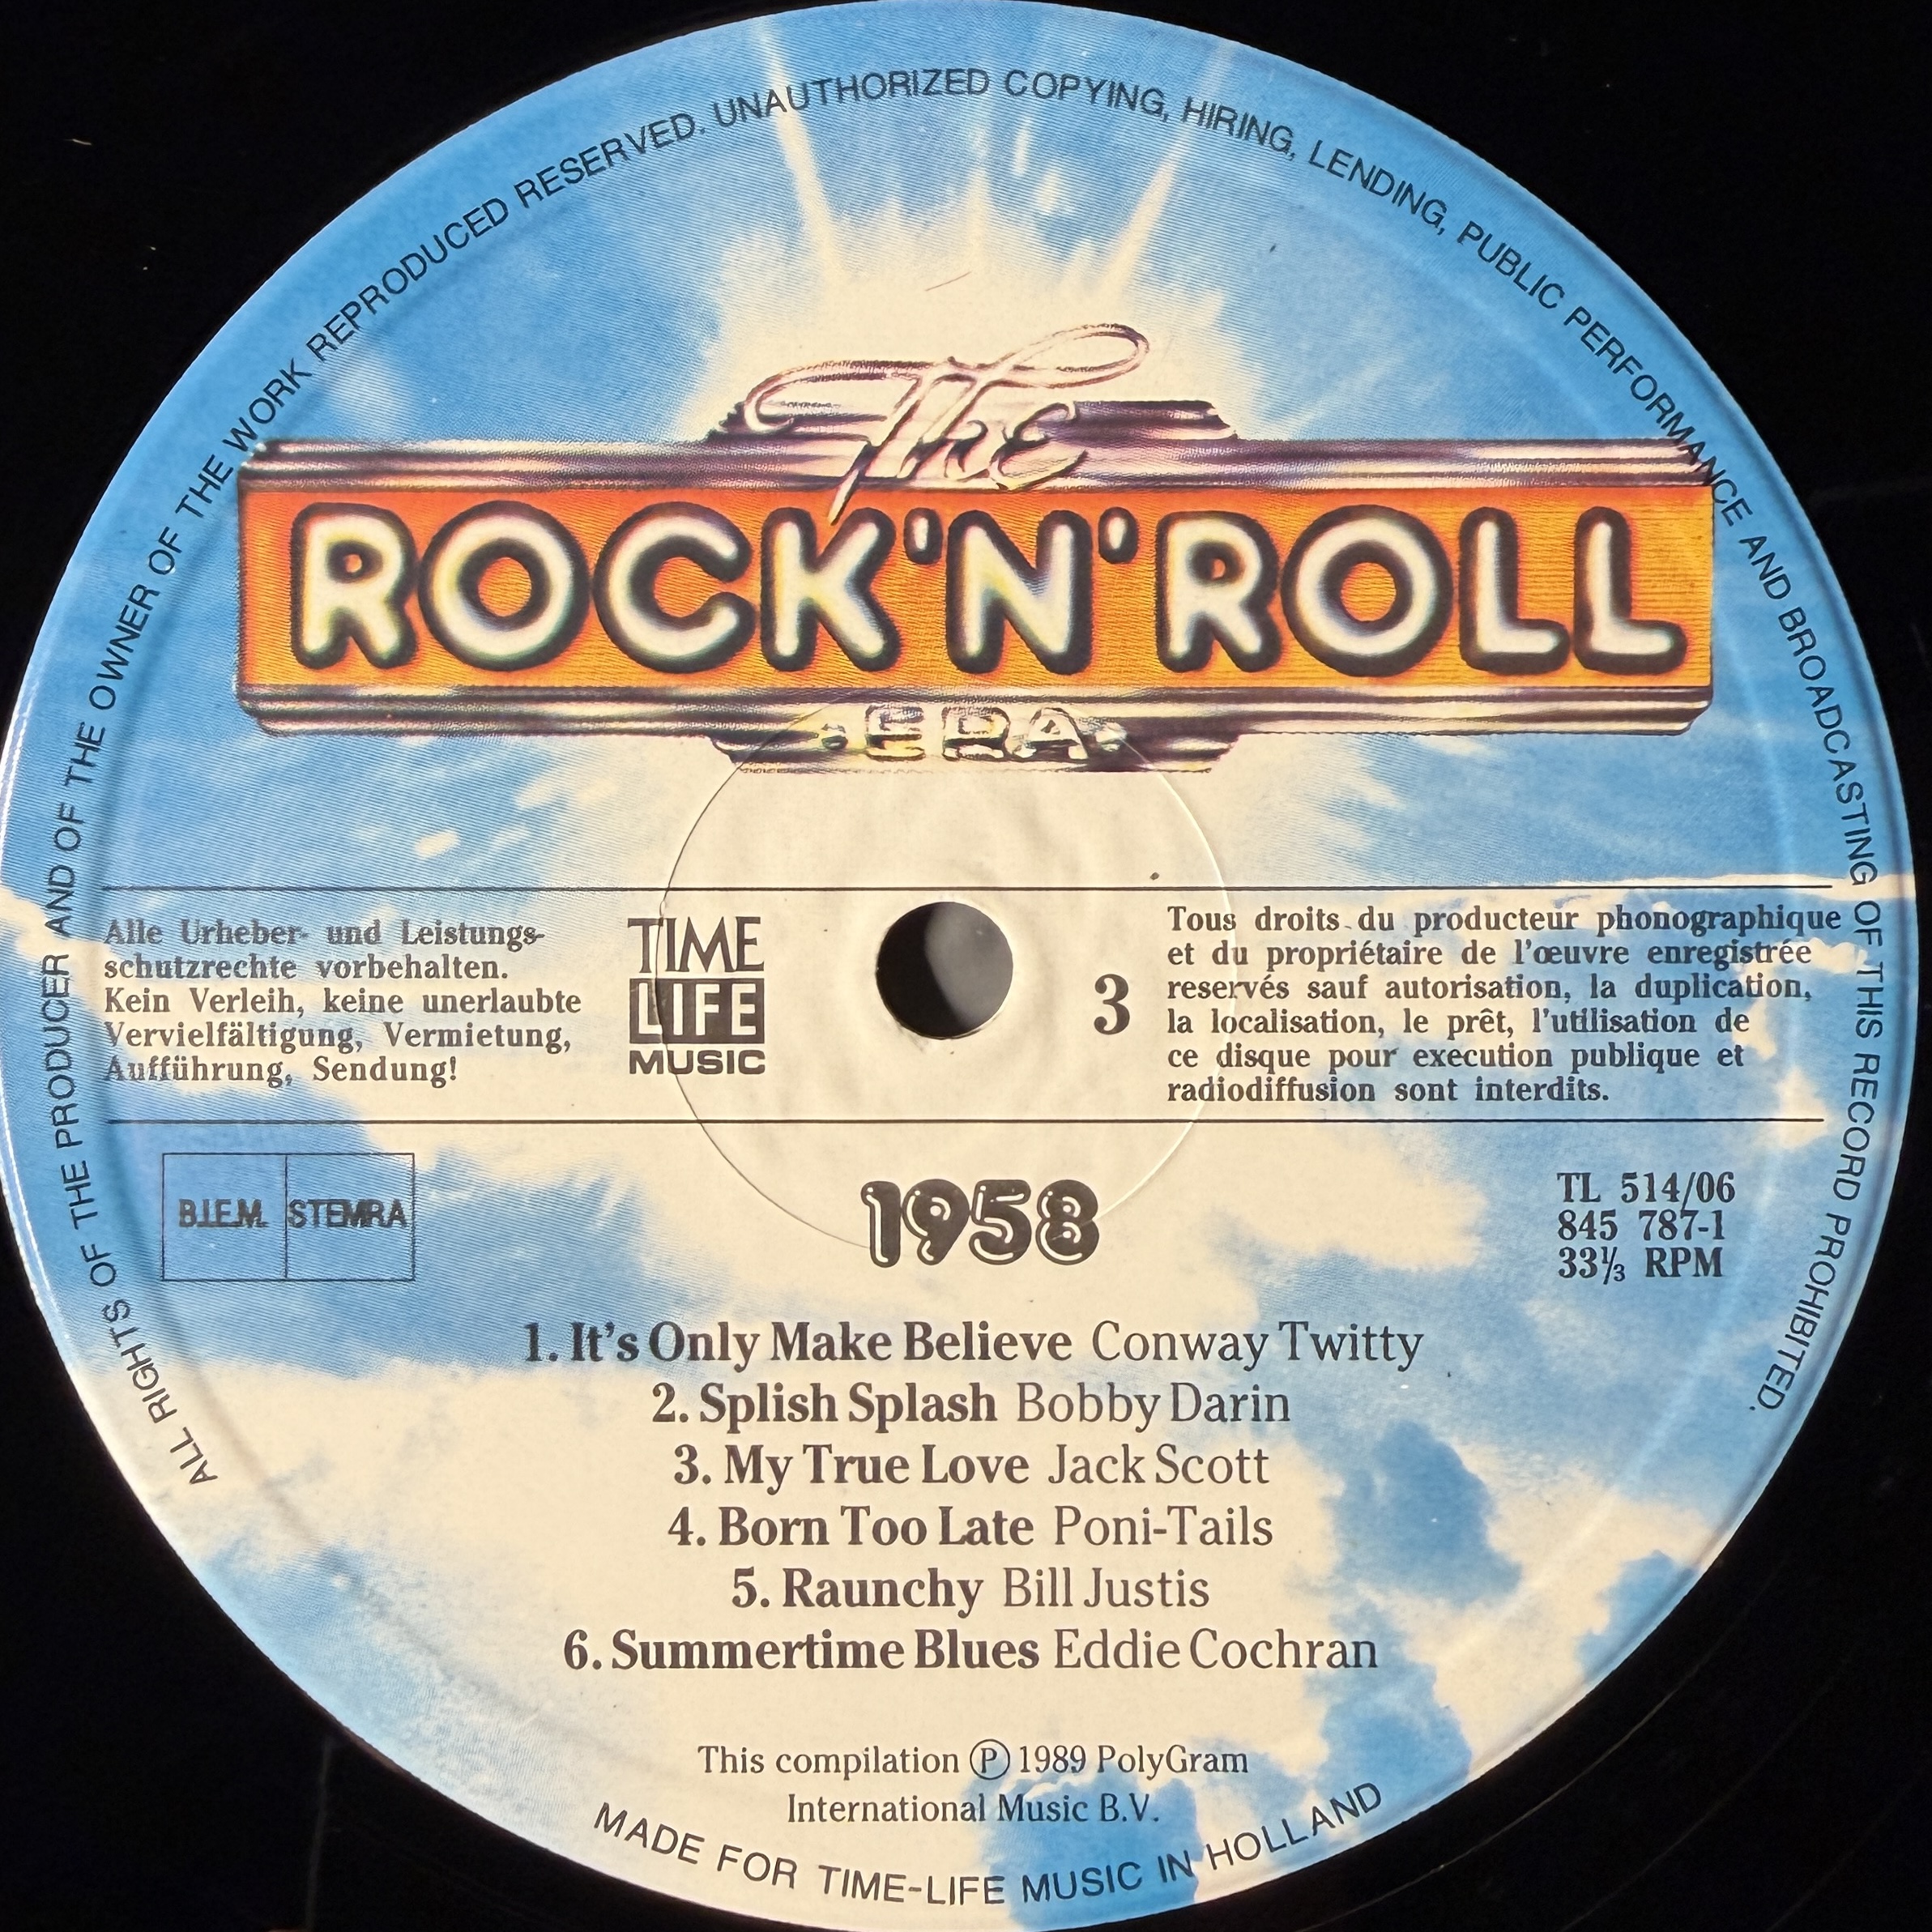 ALL RIGHTS OF THE PRODUCER AND OF THE OWNER OF THE WORK REPRODUCED RESERVED. UNAUTHORIZED COPYING, HIRING, LENDING, PUBLIC PERFORMANCE AND BROADCASTING OF THIS RECORD PROHIBITED.
The
ROCK'N'ROLL
·ERA·
Alle Urheber- und Leistungs-
schutzrechte vorbehalten.
Kein Verleih, keine unerlaubte
Vervielfältigung, Vermietung,
Aufführung, Sendung!
TIME
LIFE
MUSIC
3
Tous droits du producteur phonographique
et du propriétaire de l'œuvre enregistrée
reservés sauf autorisation, la duplication,
la localisation, le prêt, l'utilisation de
ce disque pour execution publique et
radiodiffusion sont interdits.
B.I.E.M. STEMRA
1958
TL 514/06
845 787-1
33⅓ RPM
1. It's Only Make Believe Conway Twitty
2. Splish Splash Bobby Darin
3. My True Love Jack Scott
4. Born Too Late Poni-Tails
5. Raunchy Bill Justis
6. Summertime Blues Eddie Cochran
This compilation Ⓟ 1989 PolyGram
International Music B.V.
MADE FOR TIME-LIFE MUSIC IN HOLLAND